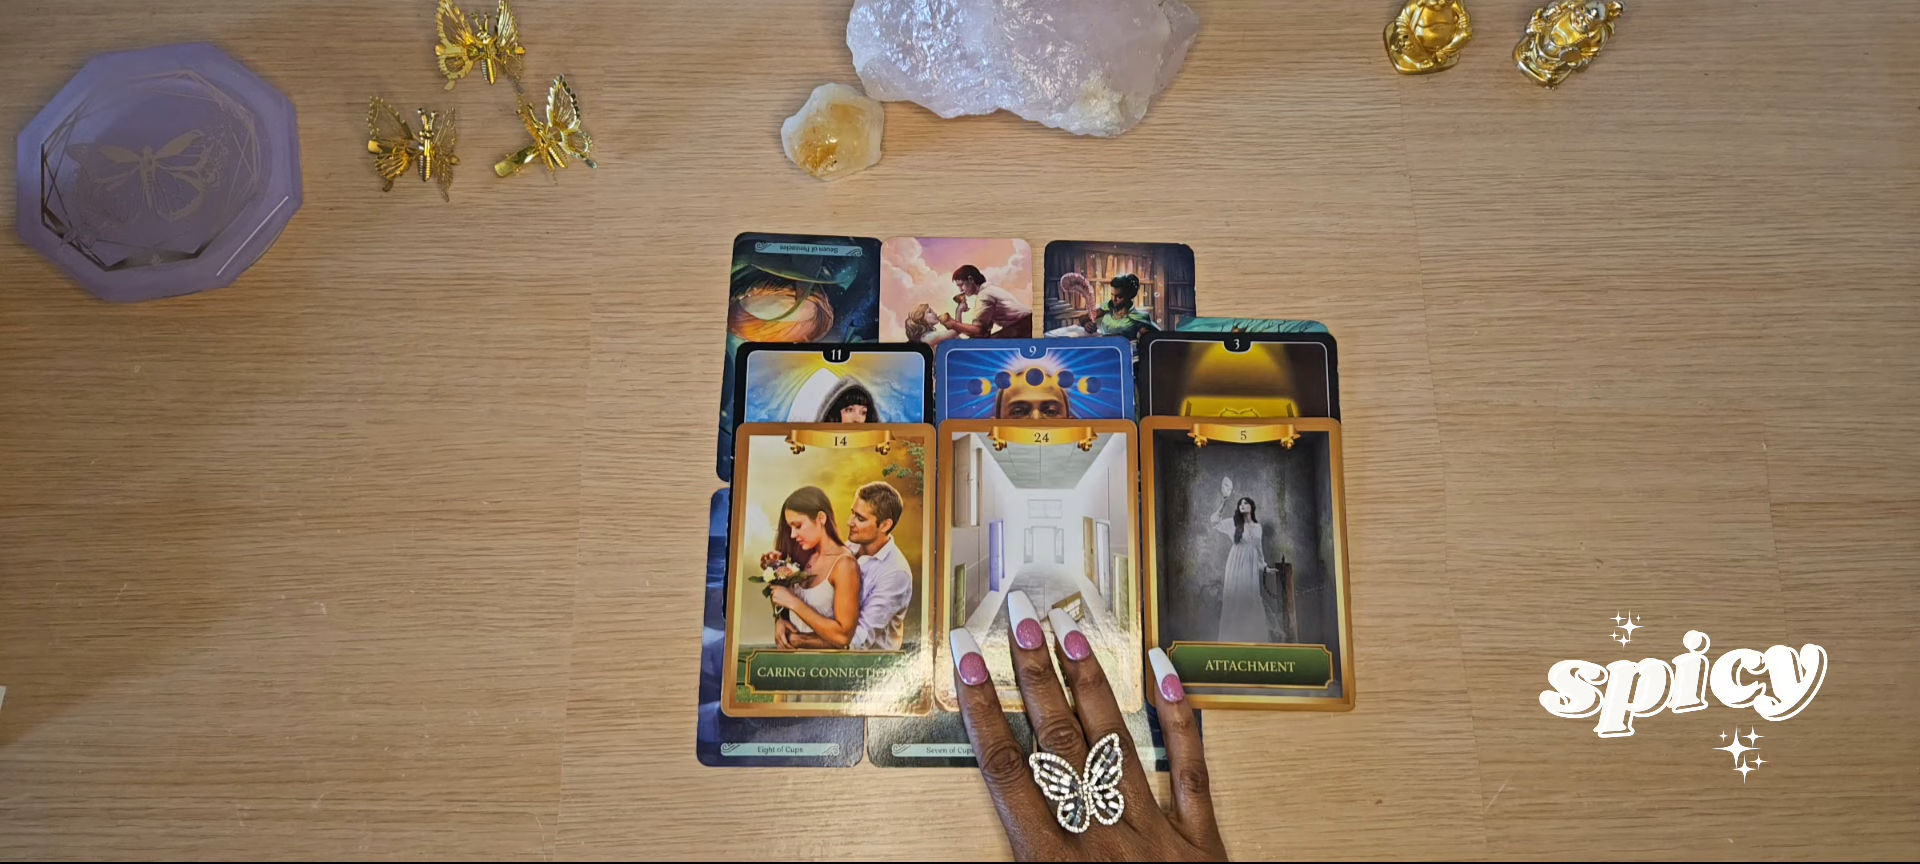 Seven of Pentacles
11
9
3
14
24
5
CARING CONNECTION
ATTACHMENT
Eight of Cups
Seven of Cups
spicy